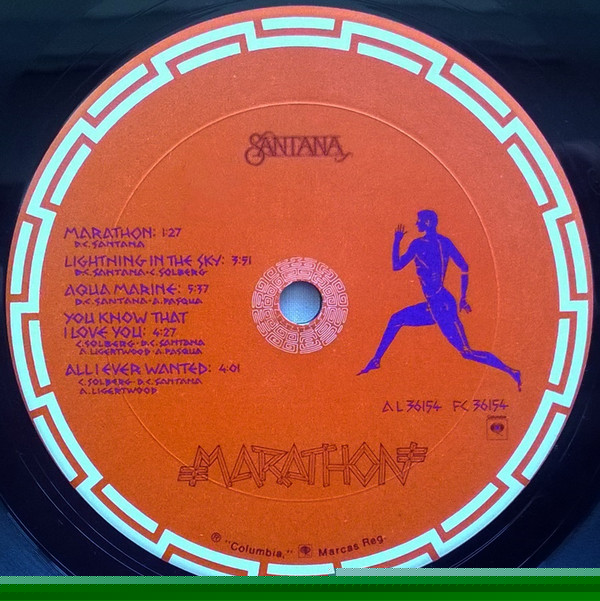 SANTANA
MARATHON: 1:27
D.C. SANTANA
LIGHTNING IN THE SKY: 3:51
D.C. SANTANA · C. SOLBERG
AQUA MARINE: 5:37
D.C. SANTANA · A. PASQUA
YOU KNOW THAT
I LOVE YOU: 4:27
C. SOLBERG · D.C. SANTANA
A. LIGERTWOOD · A. PASQUA
ALL I EVER WANTED: 4:01
C. SOLBERG · D.C. SANTANA
A. LIGERTWOOD
AL 36154 FC 36154
Columbia
MARATHON
® "Columbia," Marcas Reg.